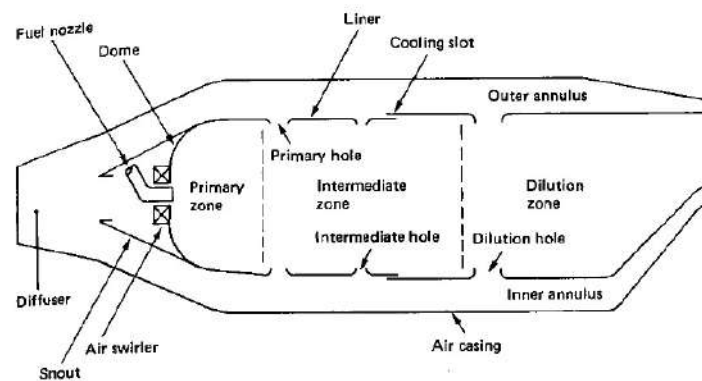 Fuel nozzle
Dome
Liner
Cooling slot
Outer annulus
Primary hole
Primary
zone
Intermediate
zone
Dilution
zone
Intermediate hole
Dilution hole
Diffuser
Inner annulus
Air swirler
Air casing
Snout